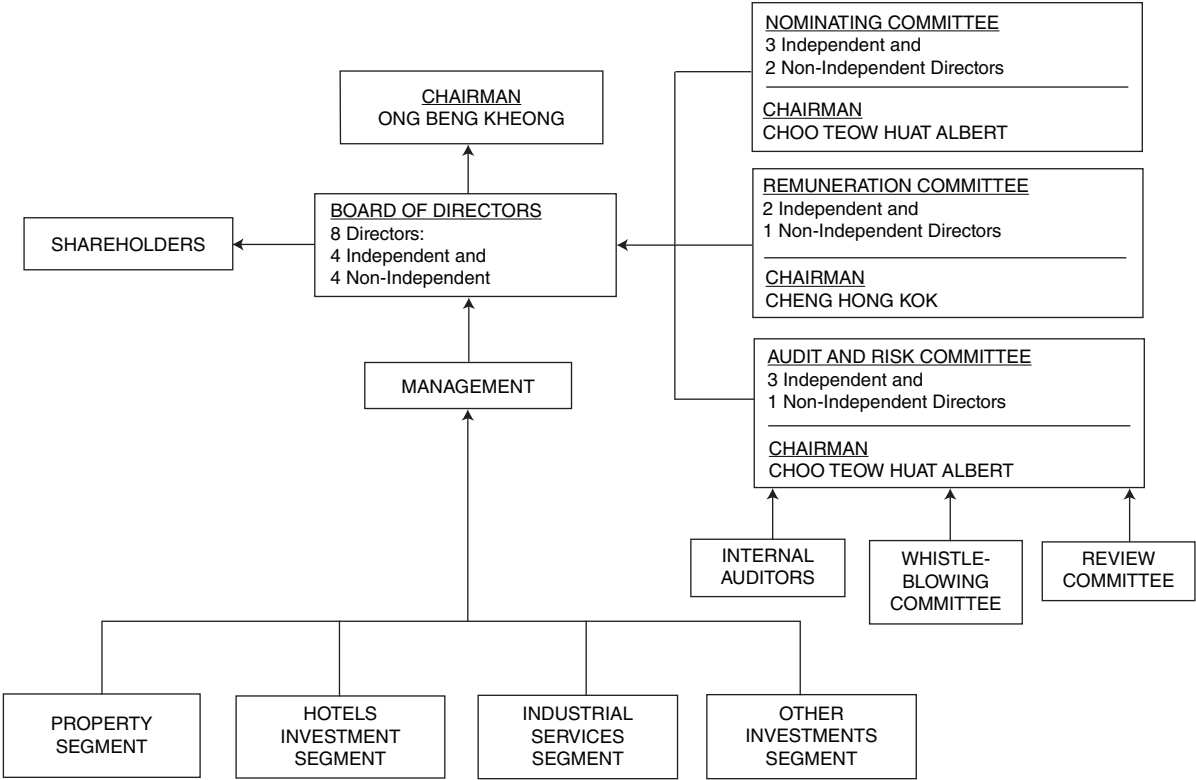 NOMINATING COMMITTEE
3 Independent and
2 Non-Independent Directors
CHAIRMAN
CHOO TEOW HUAT ALBERT
CHAIRMAN
ONG BENG KHEONG
REMUNERATION COMMITTEE
2 Independent and
1 Non-Independent Directors
CHAIRMAN
CHENG HONG KOK
BOARD OF DIRECTORS
8 Directors:
4 Independent and
4 Non-Independent
SHAREHOLDERS
AUDIT AND RISK COMMITTEE
3 Independent and
1 Non-Independent Directors
CHAIRMAN
CHOO TEOW HUAT ALBERT
MANAGEMENT
INTERNAL
AUDITORS
WHISTLE-
BLOWING
COMMITTEE
REVIEW
COMMITTEE
PROPERTY
SEGMENT
HOTELS
INVESTMENT
SEGMENT
INDUSTRIAL
SERVICES
SEGMENT
OTHER
INVESTMENTS
SEGMENT